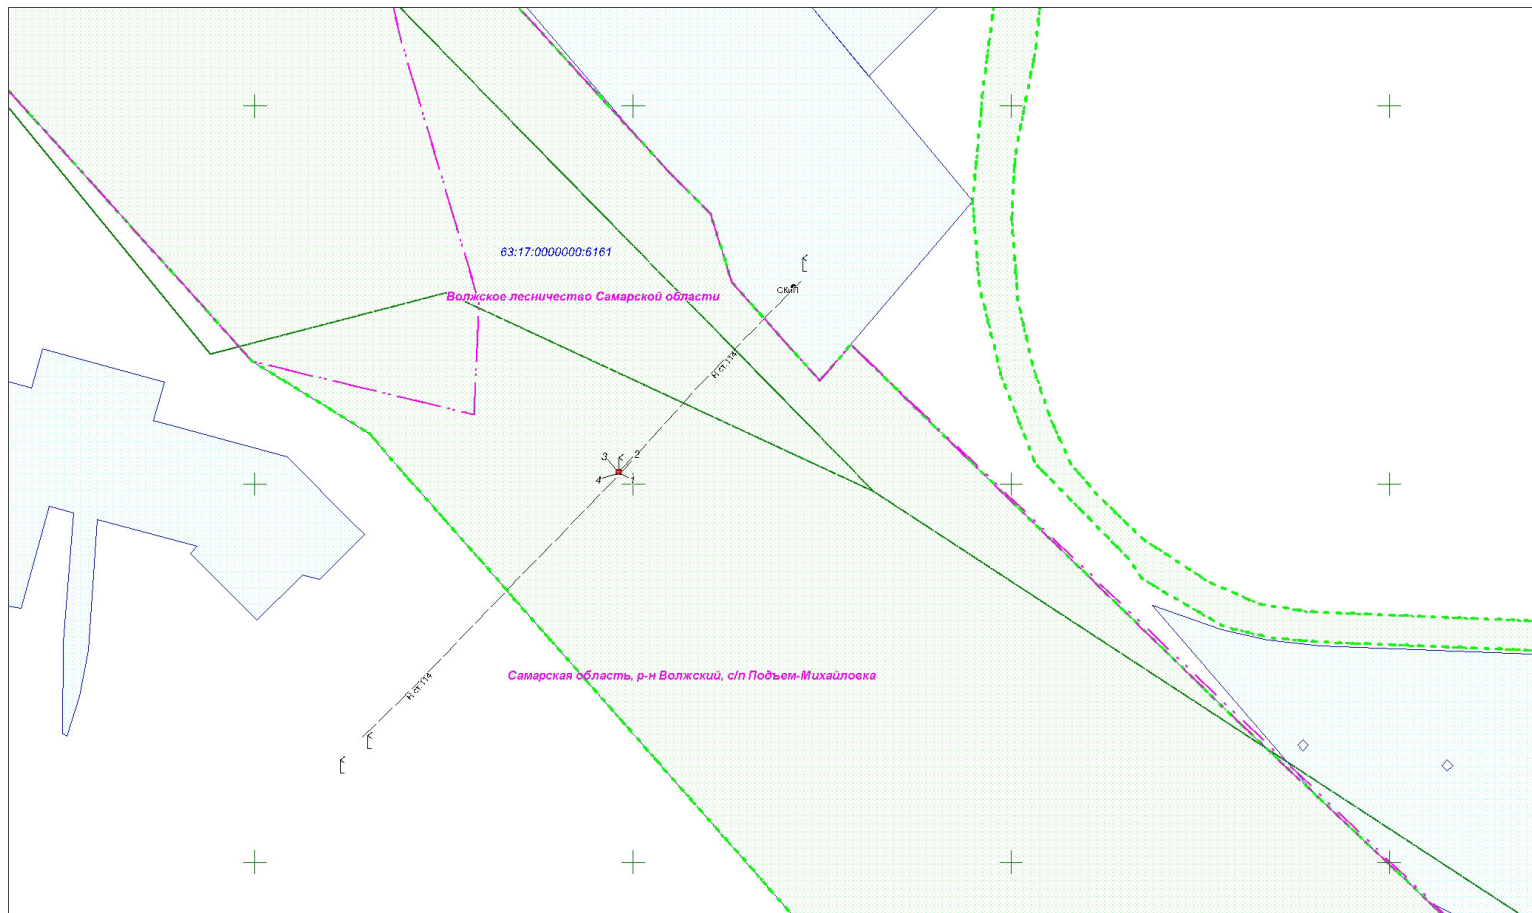 63:17:0000000:6161
СКиП
Волжское лесничество Самарской области
Н ст.114
3
2
4
1
Самарская область, р-н Волжский, с/п Подъем-Михайловка
Н ст.114